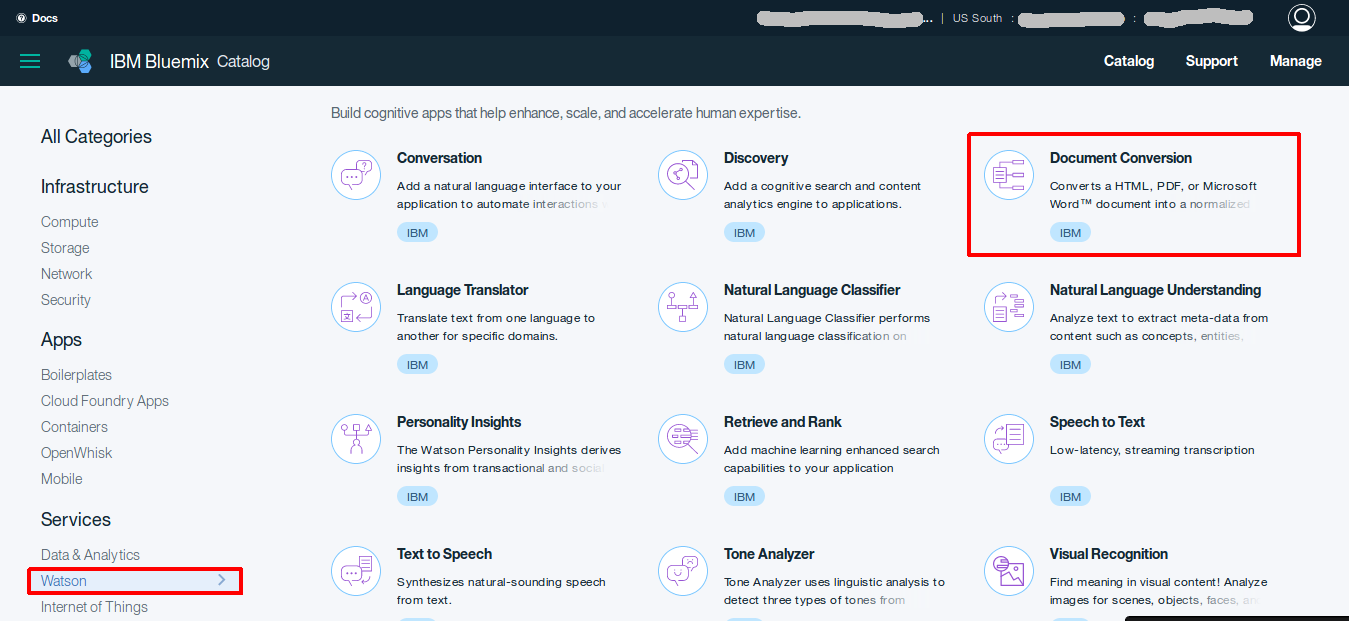 Docs
... | US South : :
IBM Bluemix Catalog
Catalog Support Manage
Build cognitive apps that help enhance, scale, and accelerate human expertise.
All Categories
Infrastructure
Compute
Storage
Network
Security
Apps
Boilerplates
Cloud Foundry Apps
Containers
OpenWhisk
Mobile
Services
Data & Analytics
Watson
Internet of Things
Conversation
Add a natural language interface to your
application to automate interactions
IBM
Discovery
Add a cognitive search and content
analytics engine to applications.
IBM
Document Conversion
Converts a HTML, PDF, or Microsoft
Word™ document into a normalized
IBM
Language Translator
Translate text from one language to
another for specific domains.
IBM
Natural Language Classifier
Natural Language Classifier performs
natural language classification on
IBM
Natural Language Understanding
Analyze text to extract meta-data from
content such as concepts, entities,
IBM
Personality Insights
The Watson Personality Insights derives
insights from transactional and social
IBM
Retrieve and Rank
Add machine learning enhanced search
capabilities to your application
IBM
Speech to Text
Low-latency, streaming transcription
IBM
Text to Speech
Synthesizes natural-sounding speech
from text.
Tone Analyzer
Tone Analyzer uses linguistic analysis to
detect three types of tones from
Visual Recognition
Find meaning in visual content! Analyze
images for scenes, objects, faces,